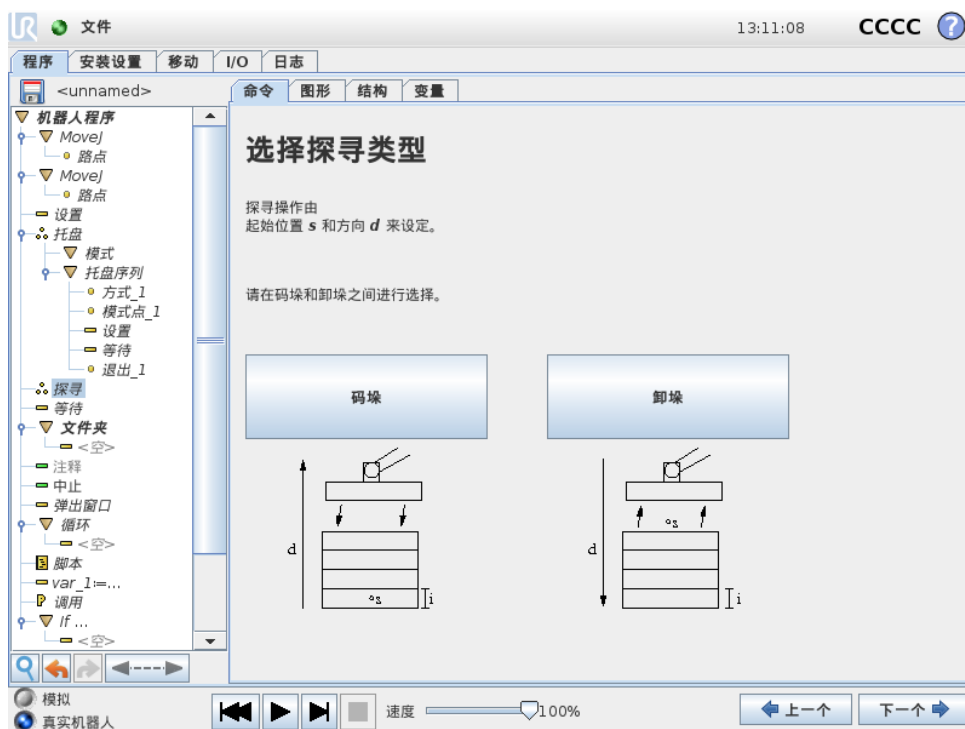 UR 文件 13:11:08 CCCC ?
程序 安装设置 移动 I/O 日志
<unnamed> 命令 图形 结构 变量
机器人程序
MoveJ
路点
MoveJ
路点
设置
托盘
模式
托盘序列
方式_1
模式点_1
设置
等待
退出_1
探寻
等待
文件夹
<空>
注释
中止
弹出窗口
循环
<空>
脚本
var_1:=...
调用
If ...
<空>
选择探寻类型
探寻操作由
起始位置 s 和方向 d 来设定。
请在码垛和卸垛之间进行选择。
码垛 卸垛
d s i
d s i
模拟
真实机器人
速度 100% 上一个 下一个